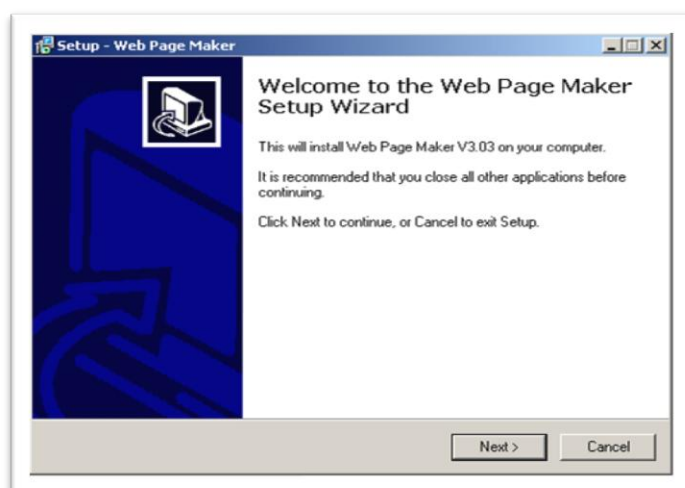 Setup - Web Page Maker
Welcome to the Web Page Maker
Setup Wizard
This will install Web Page Maker V3.03 on your computer.
It is recommended that you close all other applications before
continuing.
Click Next to continue, or Cancel to exit Setup.
Next >
Cancel